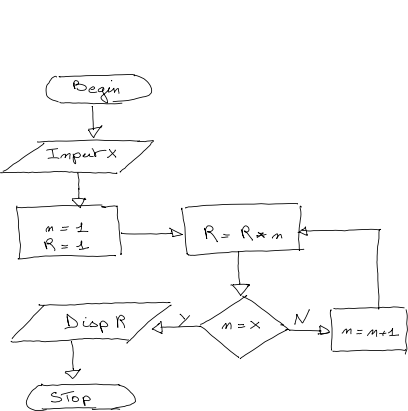 Begin
Input X
n = 1
R = 1
R = R * n
n = X
Y
N
n = n+1
Disp R
STop